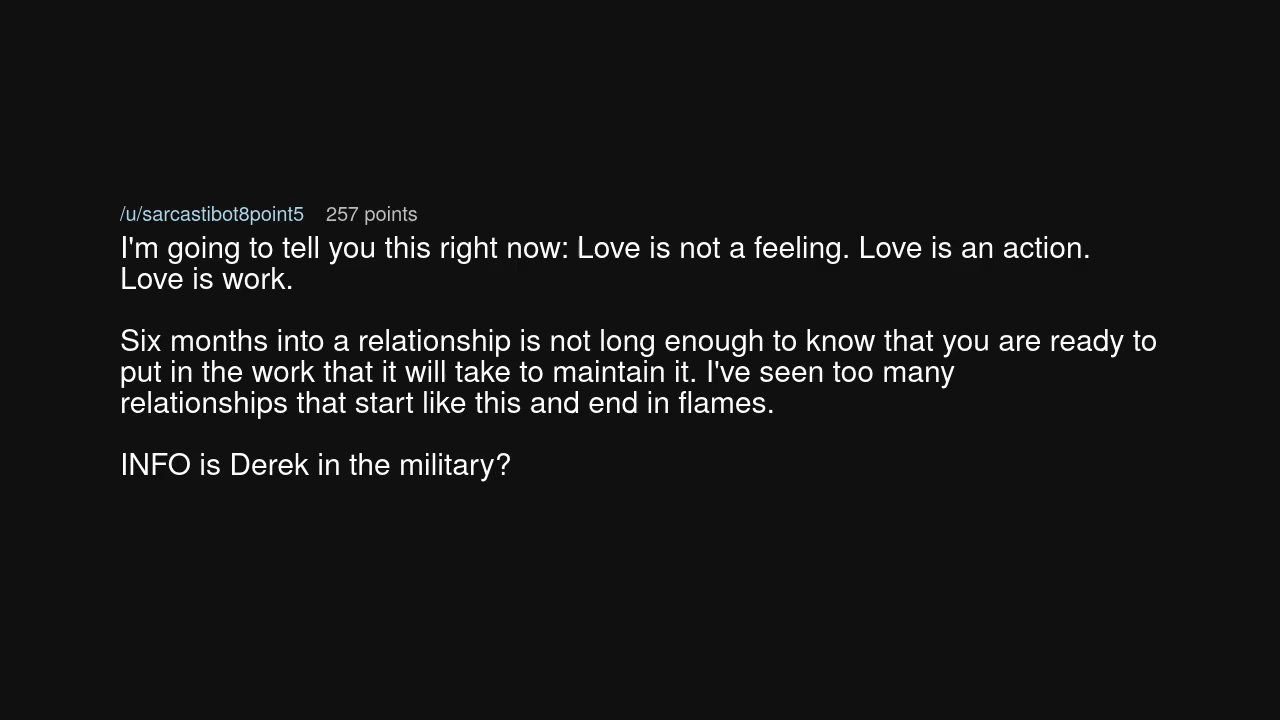 /u/sarcastibot8point5 257 points
I'm going to tell you this right now: Love is not a feeling. Love is an action.
Love is work.
Six months into a relationship is not long enough to know that you are ready to
put in the work that it will take to maintain it. I've seen too many
relationships that start like this and end in flames.
INFO is Derek in the military?